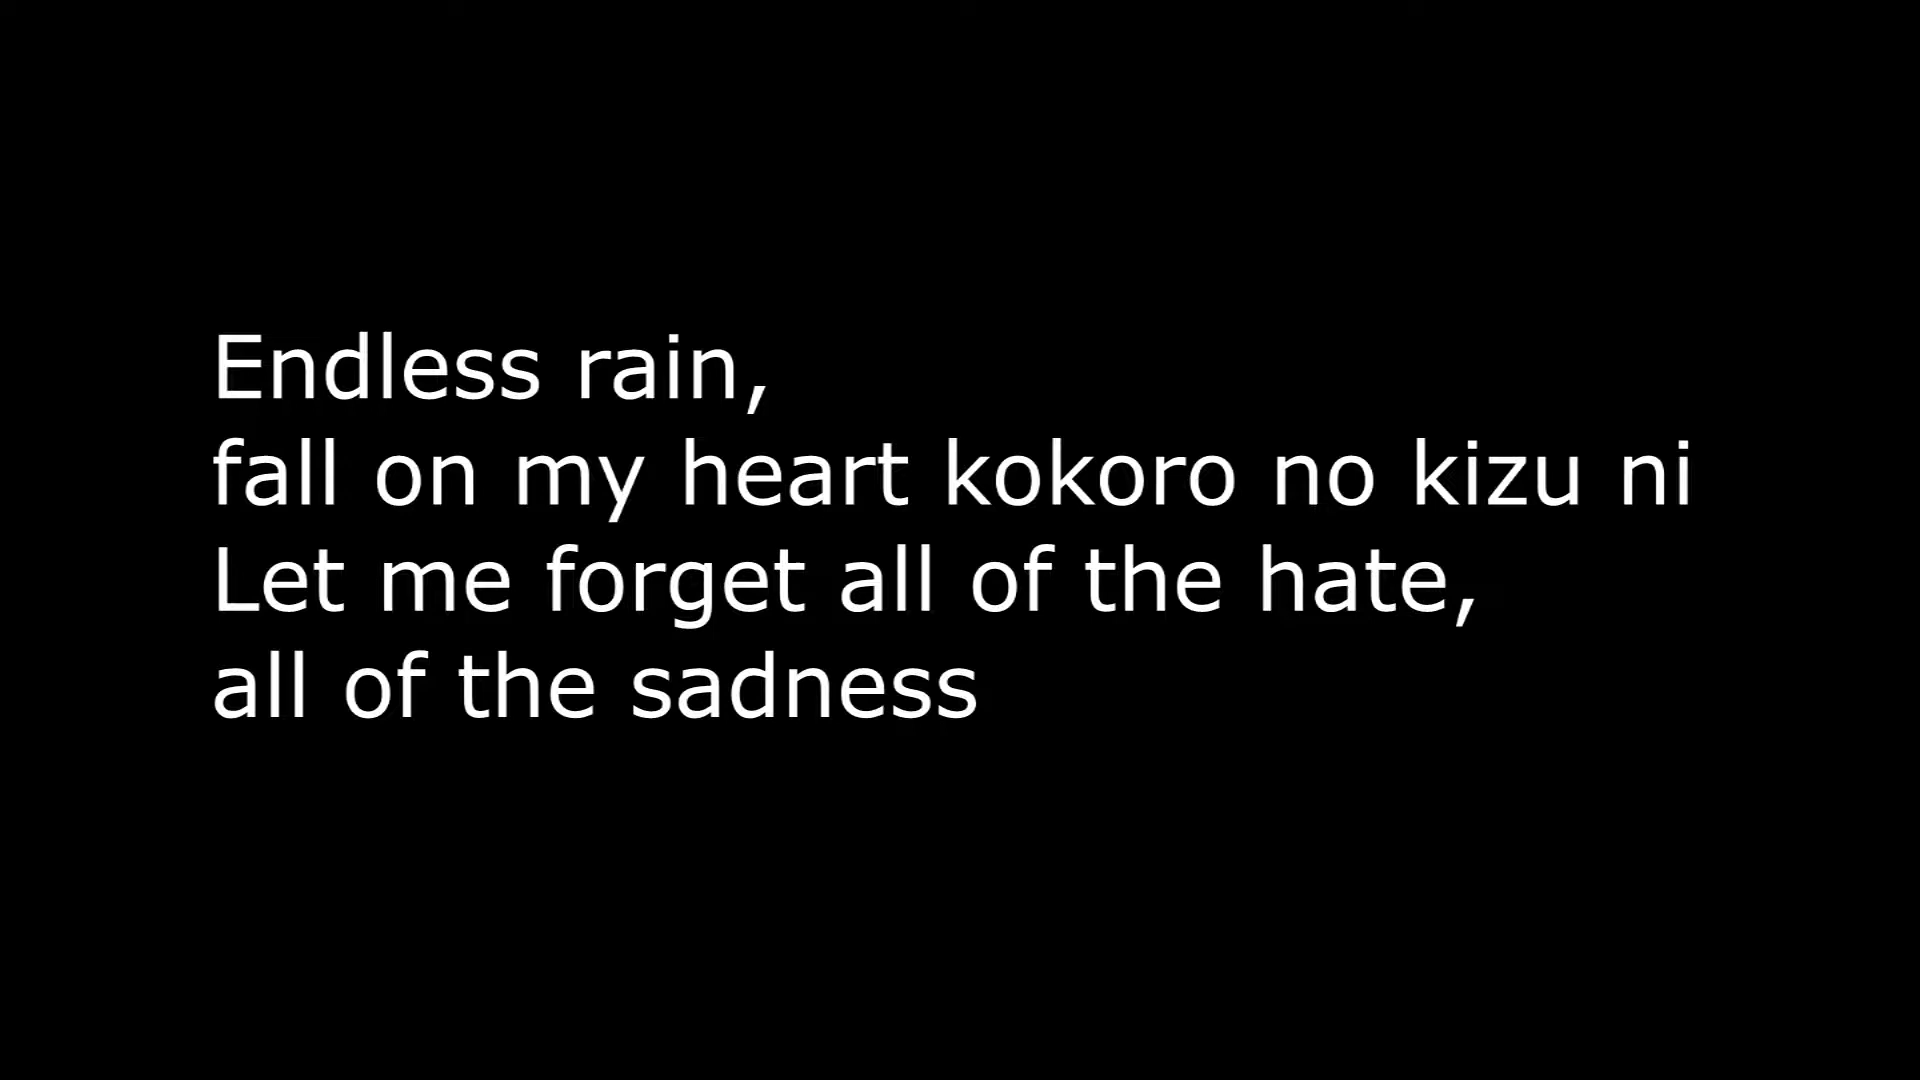 Endless rain,
fall on my heart kokoro no kizu ni
Let me forget all of the hate,
all of the sadness